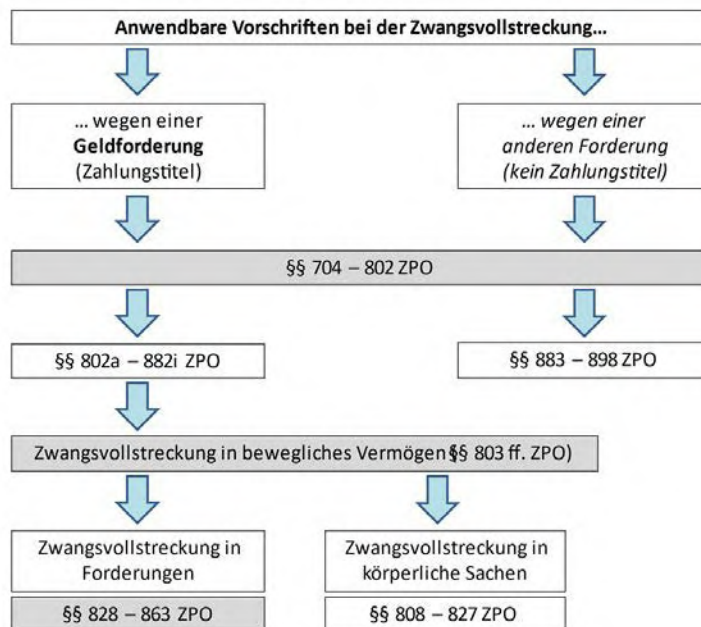 Anwendbare Vorschriften bei der Zwangsvollstreckung…
… wegen einer
Geldforderung
(Zahlungstitel)
… wegen einer
anderen Forderung
(kein Zahlungstitel)
§§ 704 – 802 ZPO
§§ 802a – 882i ZPO
§§ 883 – 898 ZPO
Zwangsvollstreckung in bewegliches Vermögen §§ 803 ff. ZPO)
Zwangsvollstreckung in
Forderungen
§§ 828 – 863 ZPO
Zwangsvollstreckung in
körperliche Sachen
§§ 808 – 827 ZPO